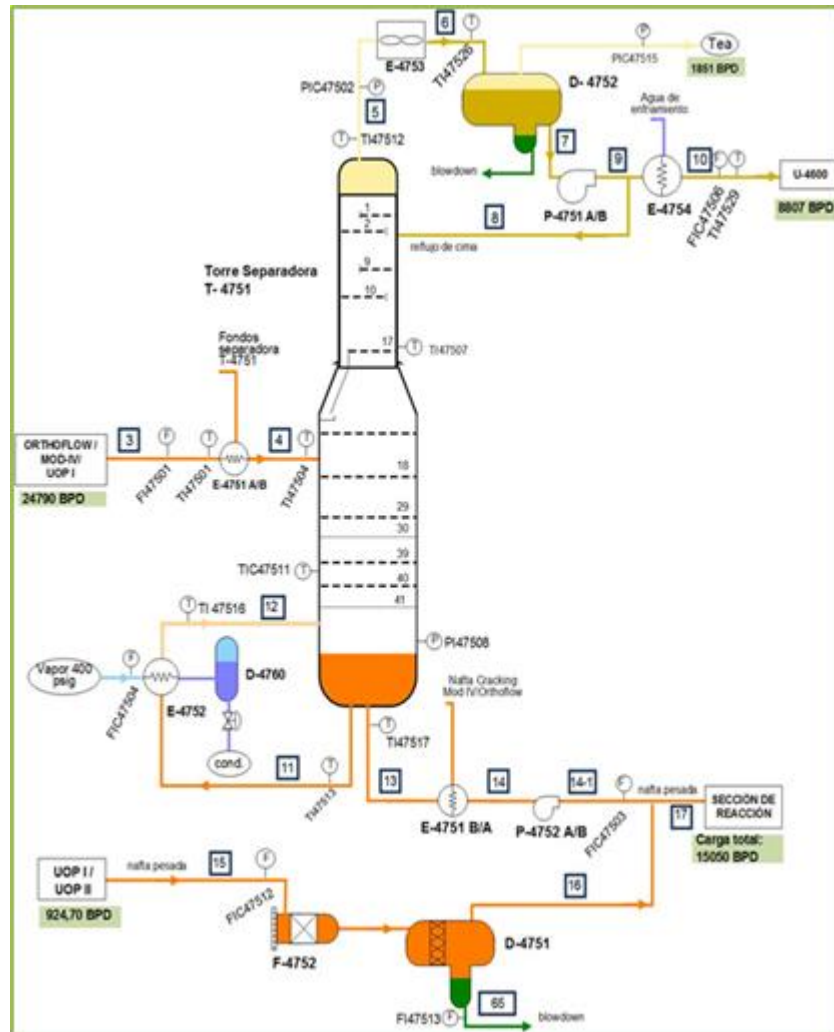 6
E-4753
TI47526
PIC47515
Tea
1851 BPD
PIC47502
D- 4752
5
Agua de
enfriamiento
TI47512
7
9
10
U-4600
blowdown
P-4751 A/B
E-4754
8807 BPD
FIC47506
TI47529
1
2
8
reflujo de cima
Torre Separadora
T- 4751
9
10
Fondos
separadora
T-4751
17
TI47507
3
4
ORTHOFLOW /
MOD-IV/
UOP I
FI47501
TI47501
E-4751 A/B
TI47504
24790 BPD
18
29
30
39
TIC47511
40
41
TI 47516
12
PI47508
Vapor 400
psig
D-4760
FIC47504
E-4752
Nafta Cracking
Mod IV/Orthoflow
cond.
TI47517
11
TI47513
13
14
14-1
nafta pesada
SECCIÓN DE
REACCIÓN
17
E-4751 B/A
P-4752 A/B
FIC47503
Carga total:
15050 BPD
UOP I /
UOP II
nafta pesada
15
16
924,70 BPD
FIC47512
D-4751
F-4752
65
FI47513
blowdown
T
P
F